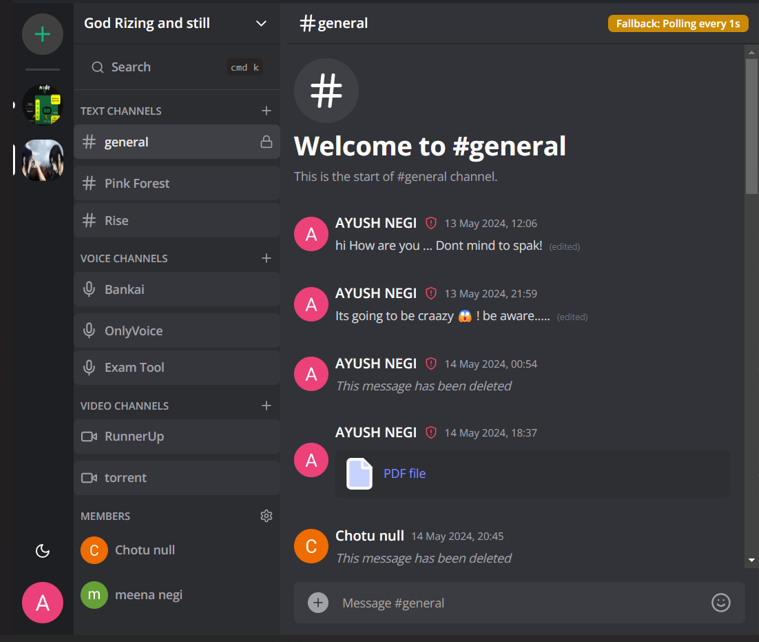 God Rizing and still
Search
cmd k
TEXT CHANNELS
general
Pink Forest
Rise
VOICE CHANNELS
Bankai
OnlyVoice
Exam Tool
VIDEO CHANNELS
RunnerUp
torrent
MEMBERS
C Chotu null
m meena negi
A
# general
Fallback: Polling every 1s
#
Welcome to #general
This is the start of #general channel.
A
AYUSH NEGI 13 May 2024, 12:06
hi How are you ... Dont mind to spak! (edited)
A
AYUSH NEGI 13 May 2024, 21:59
Its going to be craazy 😱 ! be aware..... (edited)
A
AYUSH NEGI 14 May 2024, 00:54
This message has been deleted
A
AYUSH NEGI 14 May 2024, 18:37
PDF file
C
Chotu null 14 May 2024, 20:45
This message has been deleted
Message #general